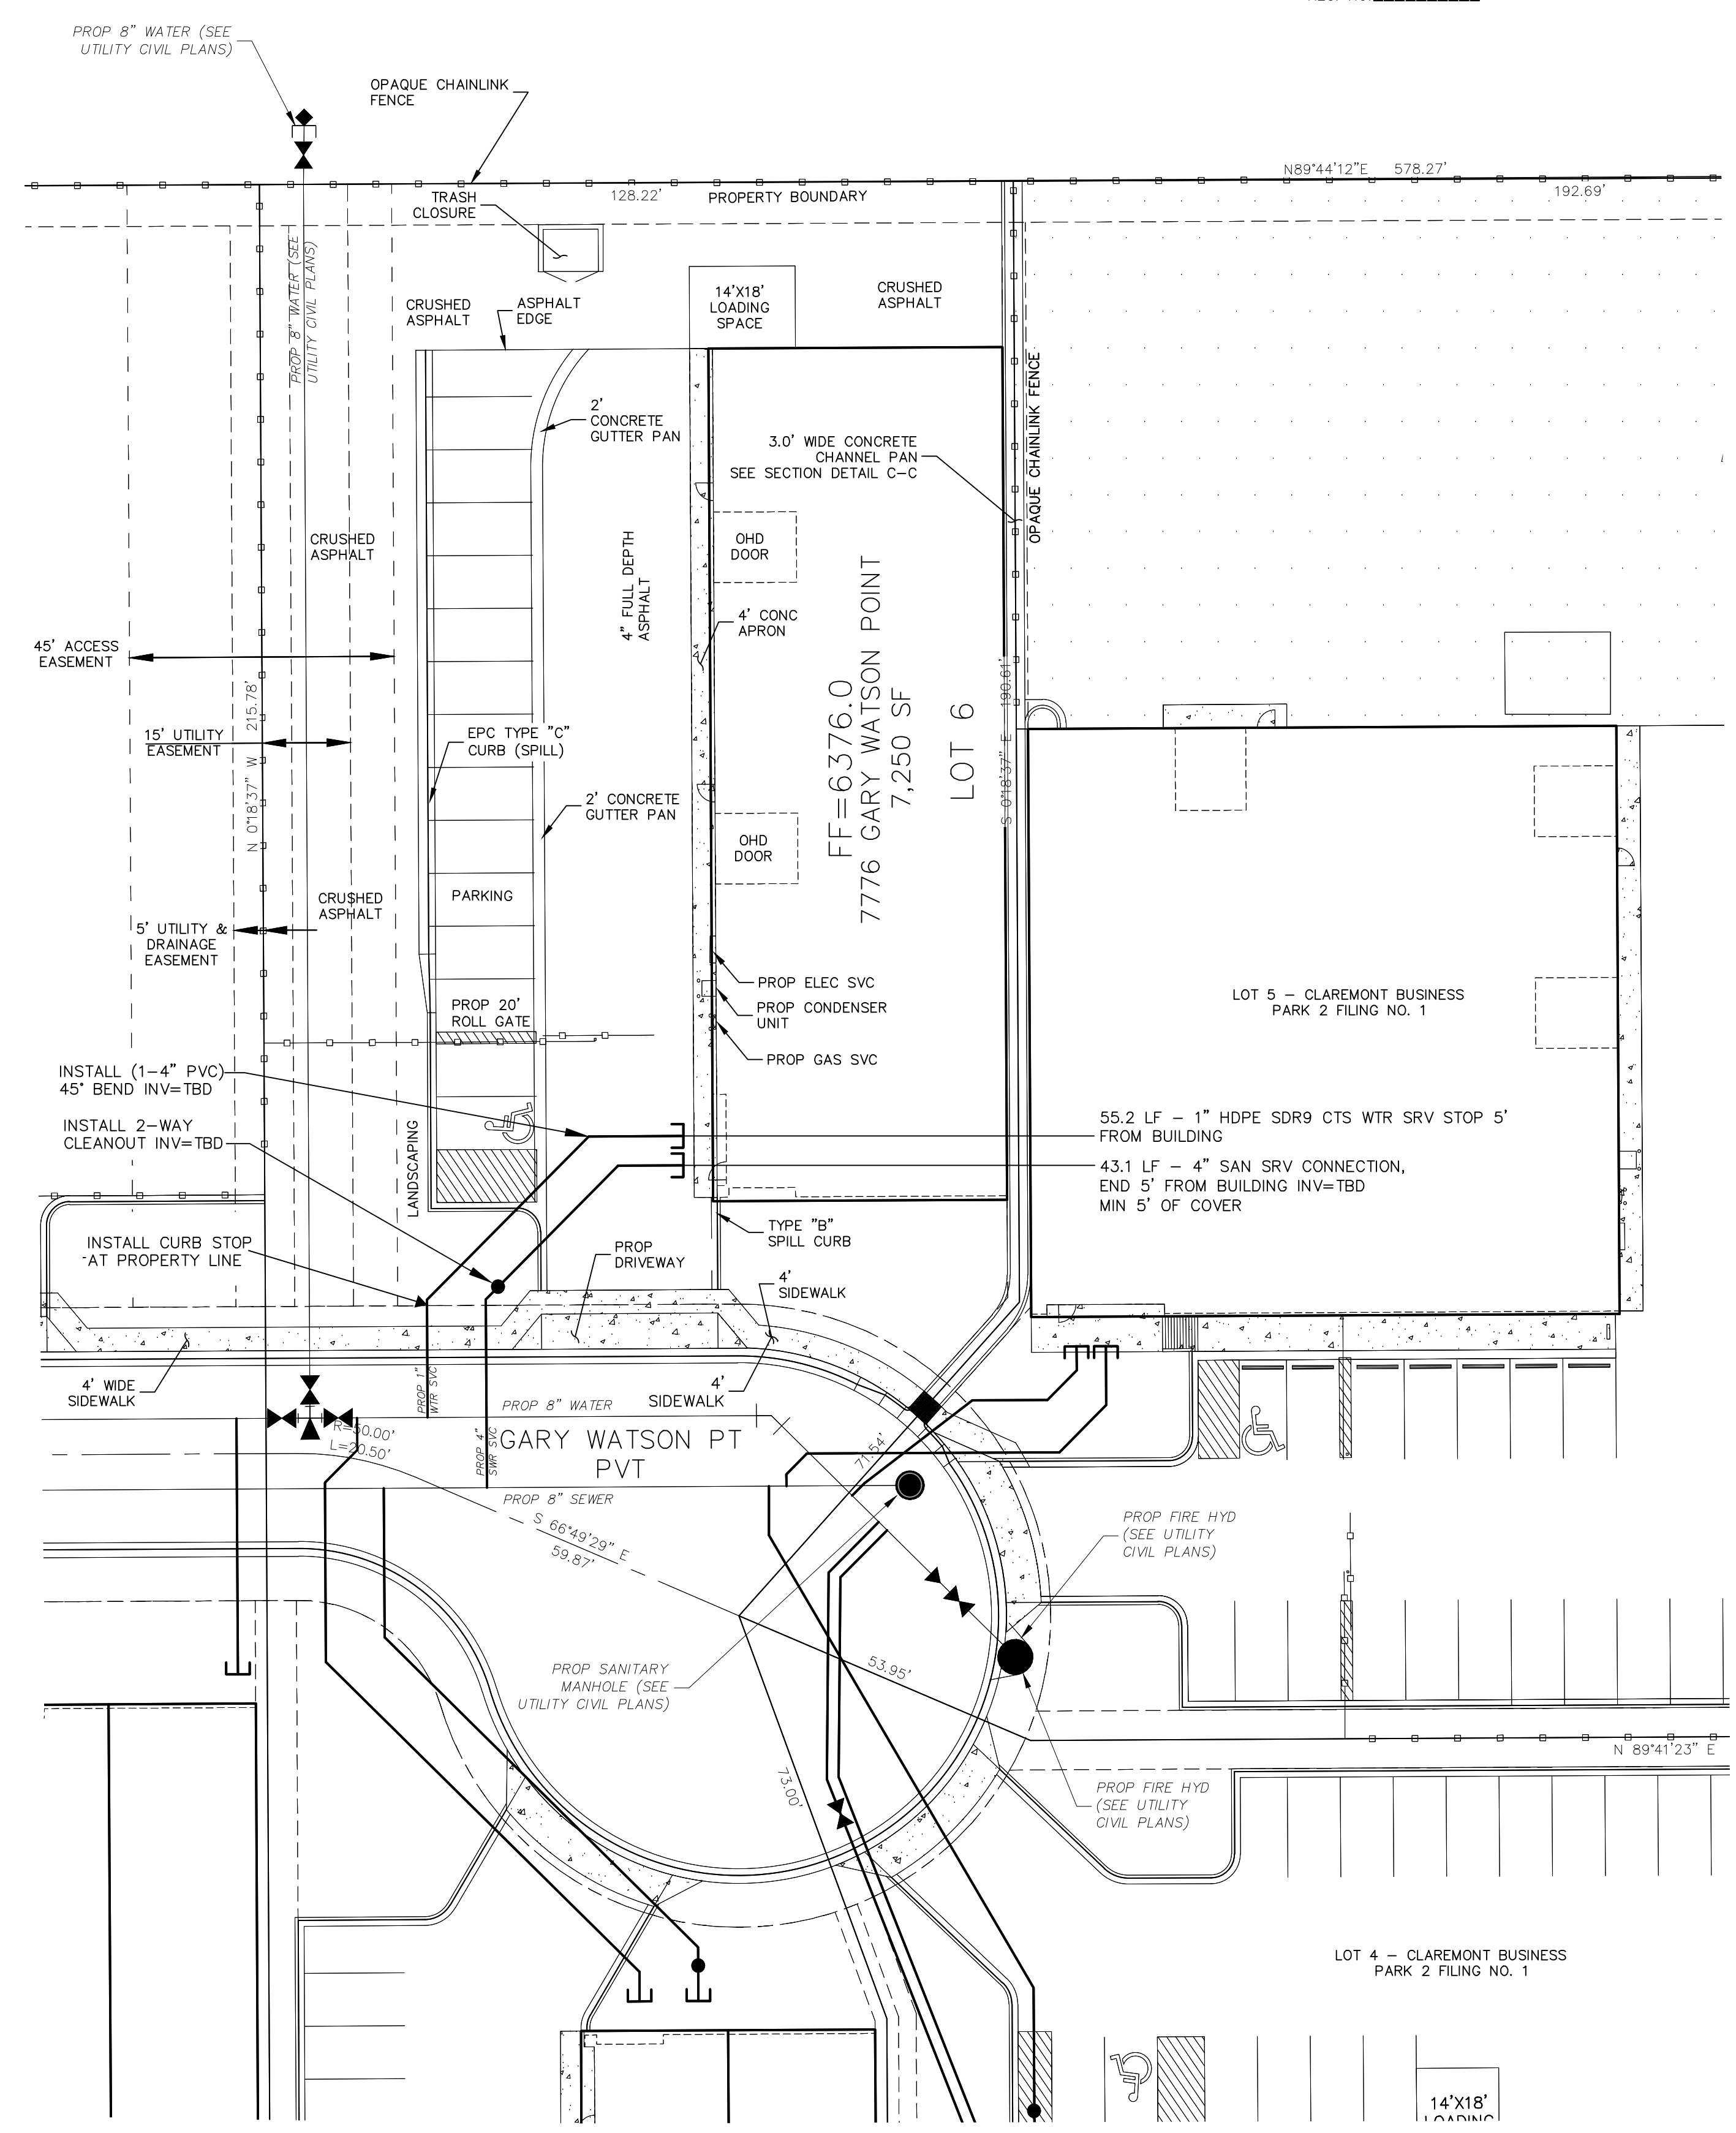 PROP 8" WATER (SEE
UTILITY CIVIL PLANS)
OPAQUE CHAINLINK
FENCE
N89°44'12"E 578.27'
128.22'
PROPERTY BOUNDARY
192.69'
TRASH
CLOSURE
PROP 8" WATER (SEE
UTILITY CIVIL PLANS)
CRUSHED
ASPHALT
ASPHALT
EDGE
14'X18'
LOADING
SPACE
CRUSHED
ASPHALT
2'
CONCRETE
GUTTER PAN
3.0' WIDE CONCRETE
CHANNEL PAN
SEE SECTION DETAIL C-C
OPAQUE CHAINLINK FENCE
CRUSHED
ASPHALT
4" FULL DEPTH
ASPHALT
OHD
DOOR
4' CONC
APRON
45' ACCESS
EASEMENT
N 0°18'37" W 215.78'
15' UTILITY
EASEMENT
EPC TYPE "C"
CURB (SPILL)
2' CONCRETE
GUTTER PAN
FF=6376.0
7776 GARY WATSON POINT
7,250 SF
LOT 6
S 0°18'37" E 190.61'
OHD
DOOR
CRUSHED
ASPHALT
PARKING
5' UTILITY &
DRAINAGE
EASEMENT
PROP ELEC SVC
PROP CONDENSER
UNIT
PROP GAS SVC
PROP 20'
ROLL GATE
LOT 5 - CLAREMONT BUSINESS
PARK 2 FILING NO. 1
INSTALL (1-4" PVC)
45° BEND INV=TBD
INSTALL 2-WAY
CLEANOUT INV=TBD
LANDSCAPING
55.2 LF - 1" HDPE SDR9 CTS WTR SRV STOP 5'
FROM BUILDING
43.1 LF - 4" SAN SRV CONNECTION,
END 5' FROM BUILDING INV=TBD
MIN 5' OF COVER
INSTALL CURB STOP
AT PROPERTY LINE
PROP
DRIVEWAY
TYPE "B"
SPILL CURB
4'
SIDEWALK
4' WIDE
SIDEWALK
PROP 1"
WTR SVC
4'
SIDEWALK
PROP 8" WATER
R=50.00'
L=20.50'
PROP 4"
SWR SVC
GARY WATSON PT
PVT
71.54'
PROP 8" SEWER
S 66°49'29" E
59.87'
PROP FIRE HYD
(SEE UTILITY
CIVIL PLANS)
PROP SANITARY
MANHOLE (SEE
UTILITY CIVIL PLANS)
53.95'
N 89°41'23" E
73.00'
PROP FIRE HYD
(SEE UTILITY
CIVIL PLANS)
LOT 4 - CLAREMONT BUSINESS
PARK 2 FILING NO. 1
14'X18'
LOADING